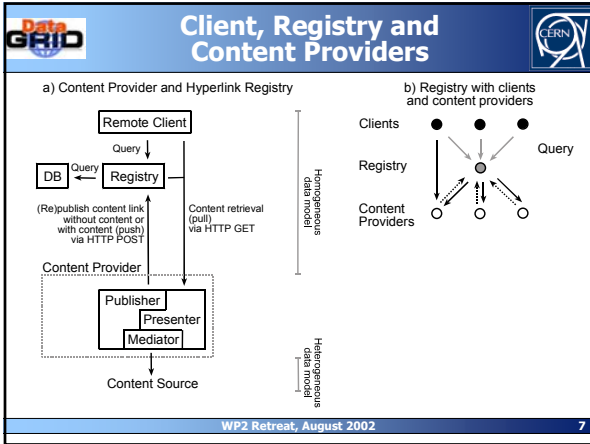 Data
GRID
Client, Registry and
Content Providers
CERN
a) Content Provider and Hyperlink Registry
Remote Client
Query
DB
Query
Registry
(Re)publish content link
without content or
with content (push)
via HTTP POST
Content retrieval
(pull)
via HTTP GET
Content Provider
Publisher
Presenter
Mediator
Content Source
Homogeneous
data model
Heterogeneous
data model
b) Registry with clients
and content providers
Clients
Query
Registry
Content
Providers
WP2 Retreat, August 2002
7